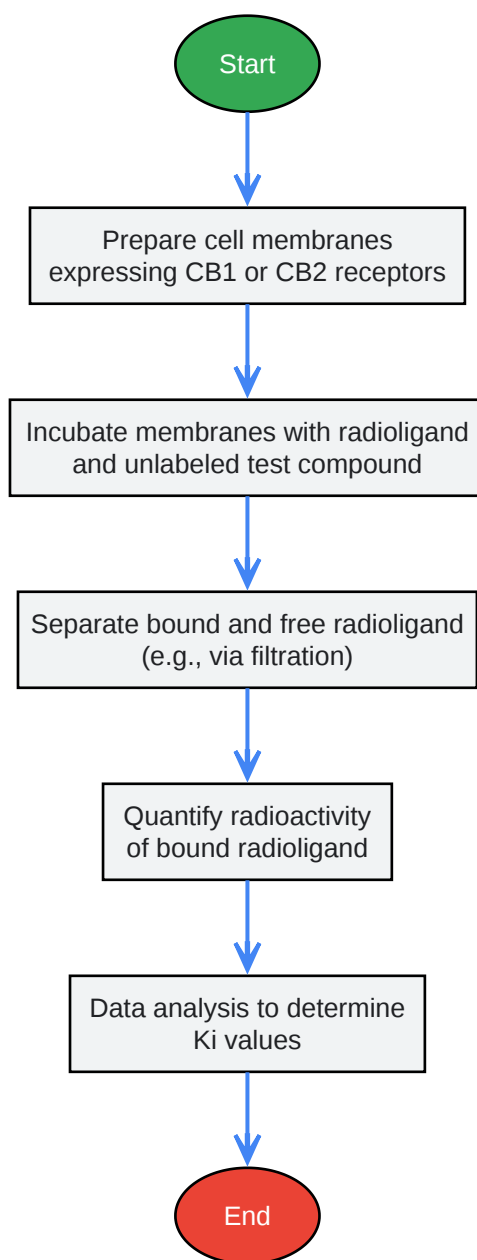 Start
Prepare cell membranes
expressing CB1 or CB2 receptors
Incubate membranes with radioligand
and unlabeled test compound
Separate bound and free radioligand
(e.g., via filtration)
Quantify radioactivity
of bound radioligand
Data analysis to determine
Ki values
End